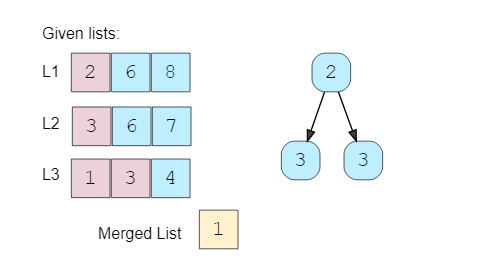 Given lists:
L1 2 6 8
L2 3 6 7
L3 1 3 4
Merged List 1
2
3 3